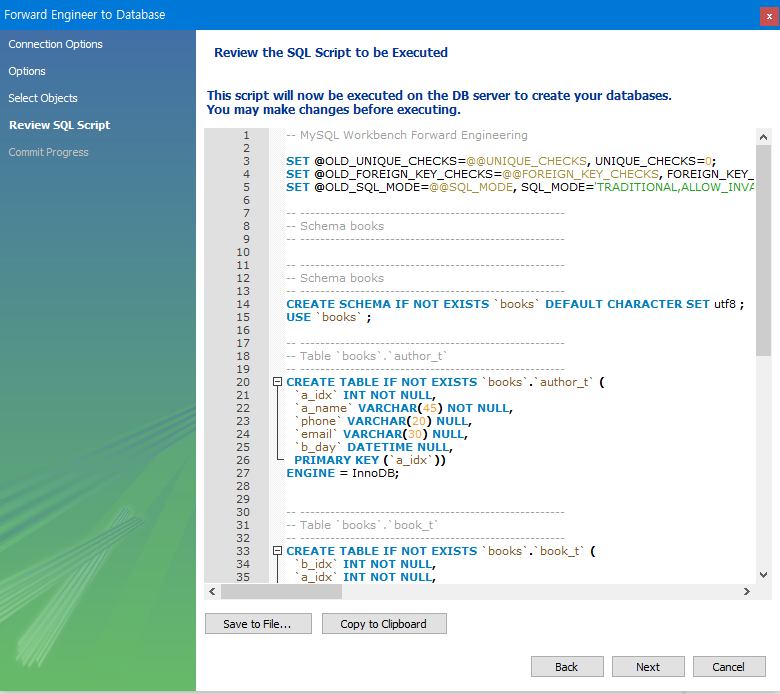 Forward Engineer to Database
x
Connection Options
Options
Select Objects
Review SQL Script
Commit Progress
Review the SQL Script to be Executed
This script will now be executed on the DB server to create your databases.
You may make changes before executing.
1 -- MySQL Workbench Forward Engineering
2
3 SET @OLD_UNIQUE_CHECKS=@@UNIQUE_CHECKS, UNIQUE_CHECKS=0;
4 SET @OLD_FOREIGN_KEY_CHECKS=@@FOREIGN_KEY_CHECKS, FOREIGN_KEY_
5 SET @OLD_SQL_MODE=@@SQL_MODE, SQL_MODE='TRADITIONAL,ALLOW_INVA
6
7 -- -----------------------------------------------------
8 -- Schema books
9 -- -----------------------------------------------------
10
11 -- -----------------------------------------------------
12 -- Schema books
13 -- -----------------------------------------------------
14 CREATE SCHEMA IF NOT EXISTS `books` DEFAULT CHARACTER SET utf8 ;
15 USE `books` ;
16
17 -- -----------------------------------------------------
18 -- Table `books`.`author_t`
19 -- -----------------------------------------------------
20 CREATE TABLE IF NOT EXISTS `books`.`author_t` (
21 `a_idx` INT NOT NULL,
22 `a_name` VARCHAR(45) NOT NULL,
23 `phone` VARCHAR(20) NULL,
24 `email` VARCHAR(30) NULL,
25 `b_day` DATETIME NULL,
26 PRIMARY KEY (`a_idx`))
27 ENGINE = InnoDB;
28
29
30 -- -----------------------------------------------------
31 -- Table `books`.`book_t`
32 -- -----------------------------------------------------
33 CREATE TABLE IF NOT EXISTS `books`.`book_t` (
34 `b_idx` INT NOT NULL,
35 `a_idx` INT NOT NULL,
Save to File...
Copy to Clipboard
Back
Next
Cancel